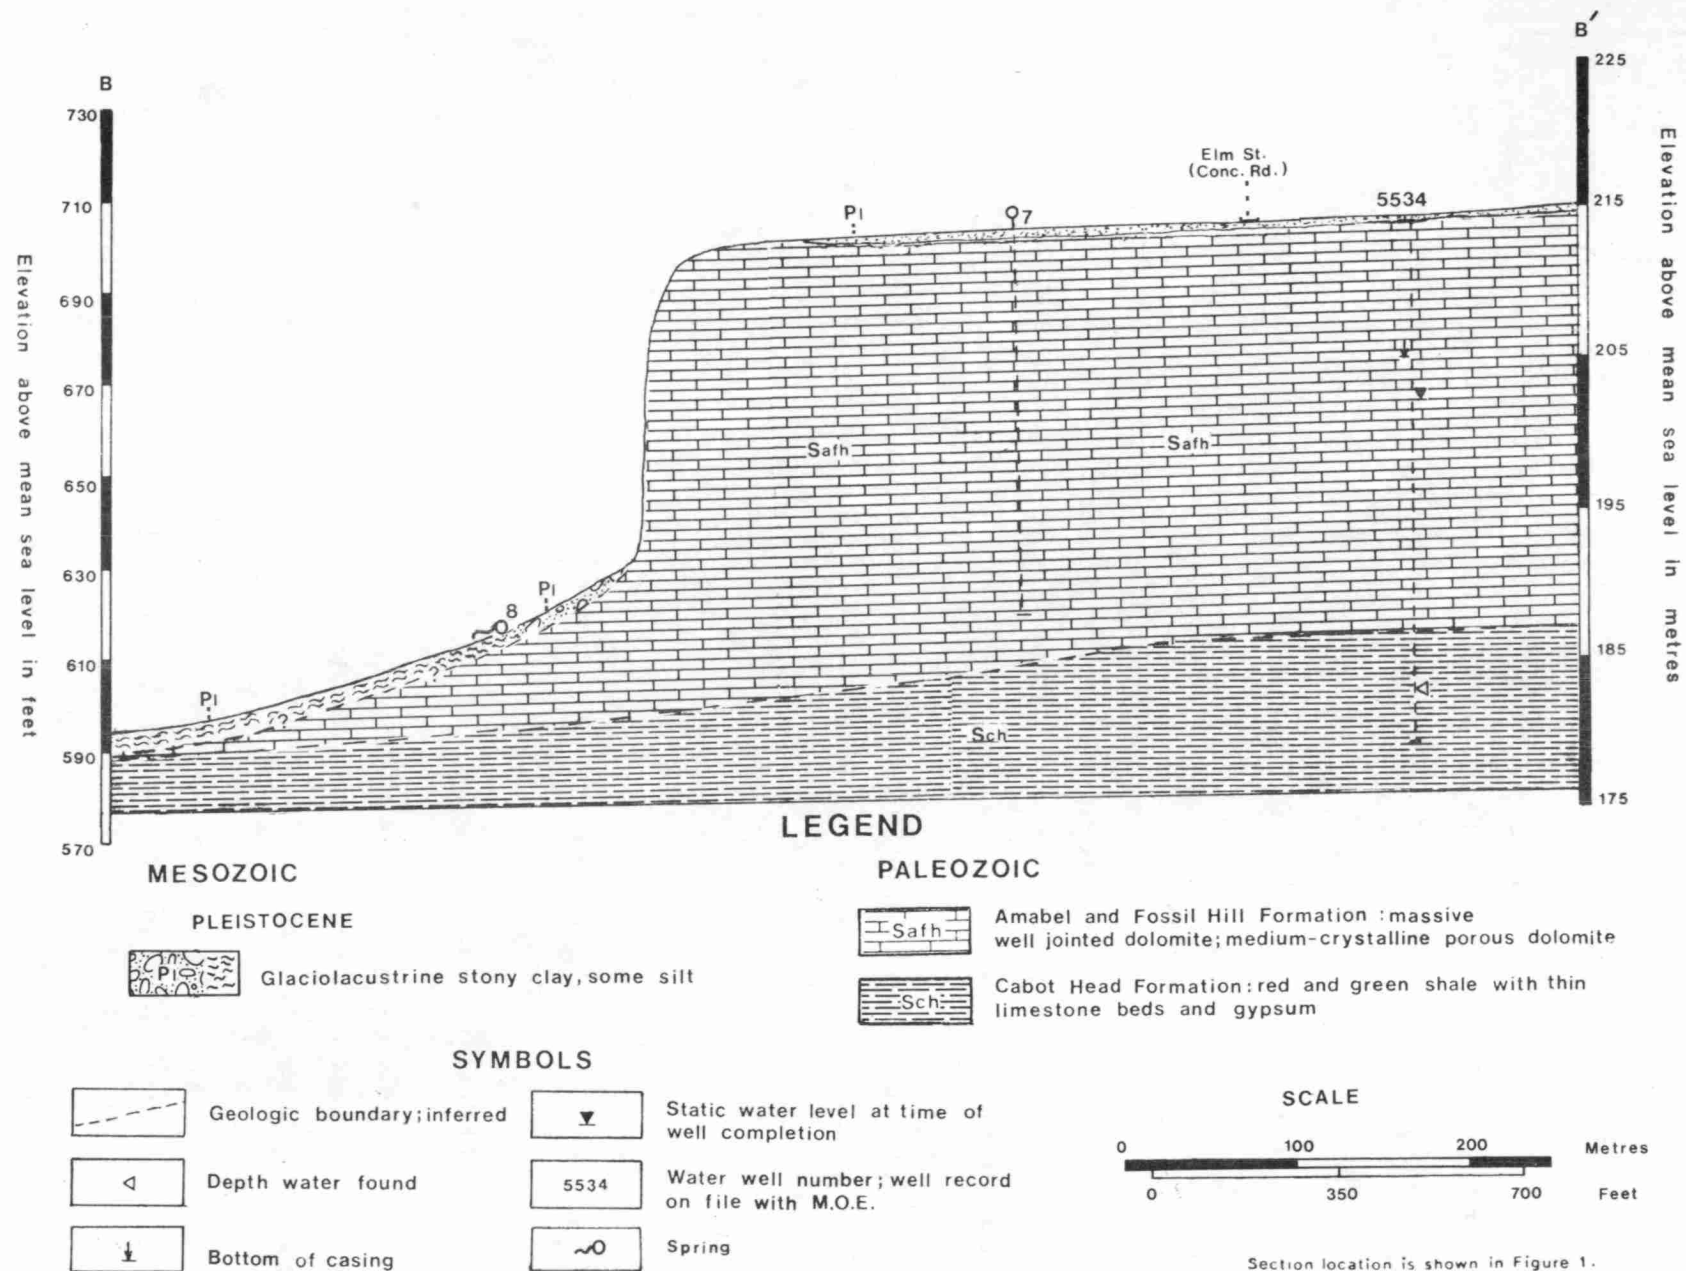 B
B′
730
710
690
670
650
630
610
590
570
Elevation above mean sea level in feet
225
215
205
195
185
175
Elevation above mean sea level in metres
Elm St.
(Conc. Rd.)
Pl
7
5534
Safh
Safh
Pl
8
Pl
Sch
LEGEND
MESOZOIC
PLEISTOCENE
Pl
Glaciolacustrine stony clay, some silt
PALEOZOIC
Safh
Amabel and Fossil Hill Formation : massive
well jointed dolomite; medium-crystalline porous dolomite
Sch
Cabot Head Formation: red and green shale with thin
limestone beds and gypsum
SYMBOLS
Geologic boundary; inferred
Depth water found
Bottom of casing
Static water level at time of
well completion
5534
Water well number; well record
on file with M.O.E.
Spring
SCALE
0 100 200 Metres
0 350 700 Feet
Section location is shown in Figure 1.